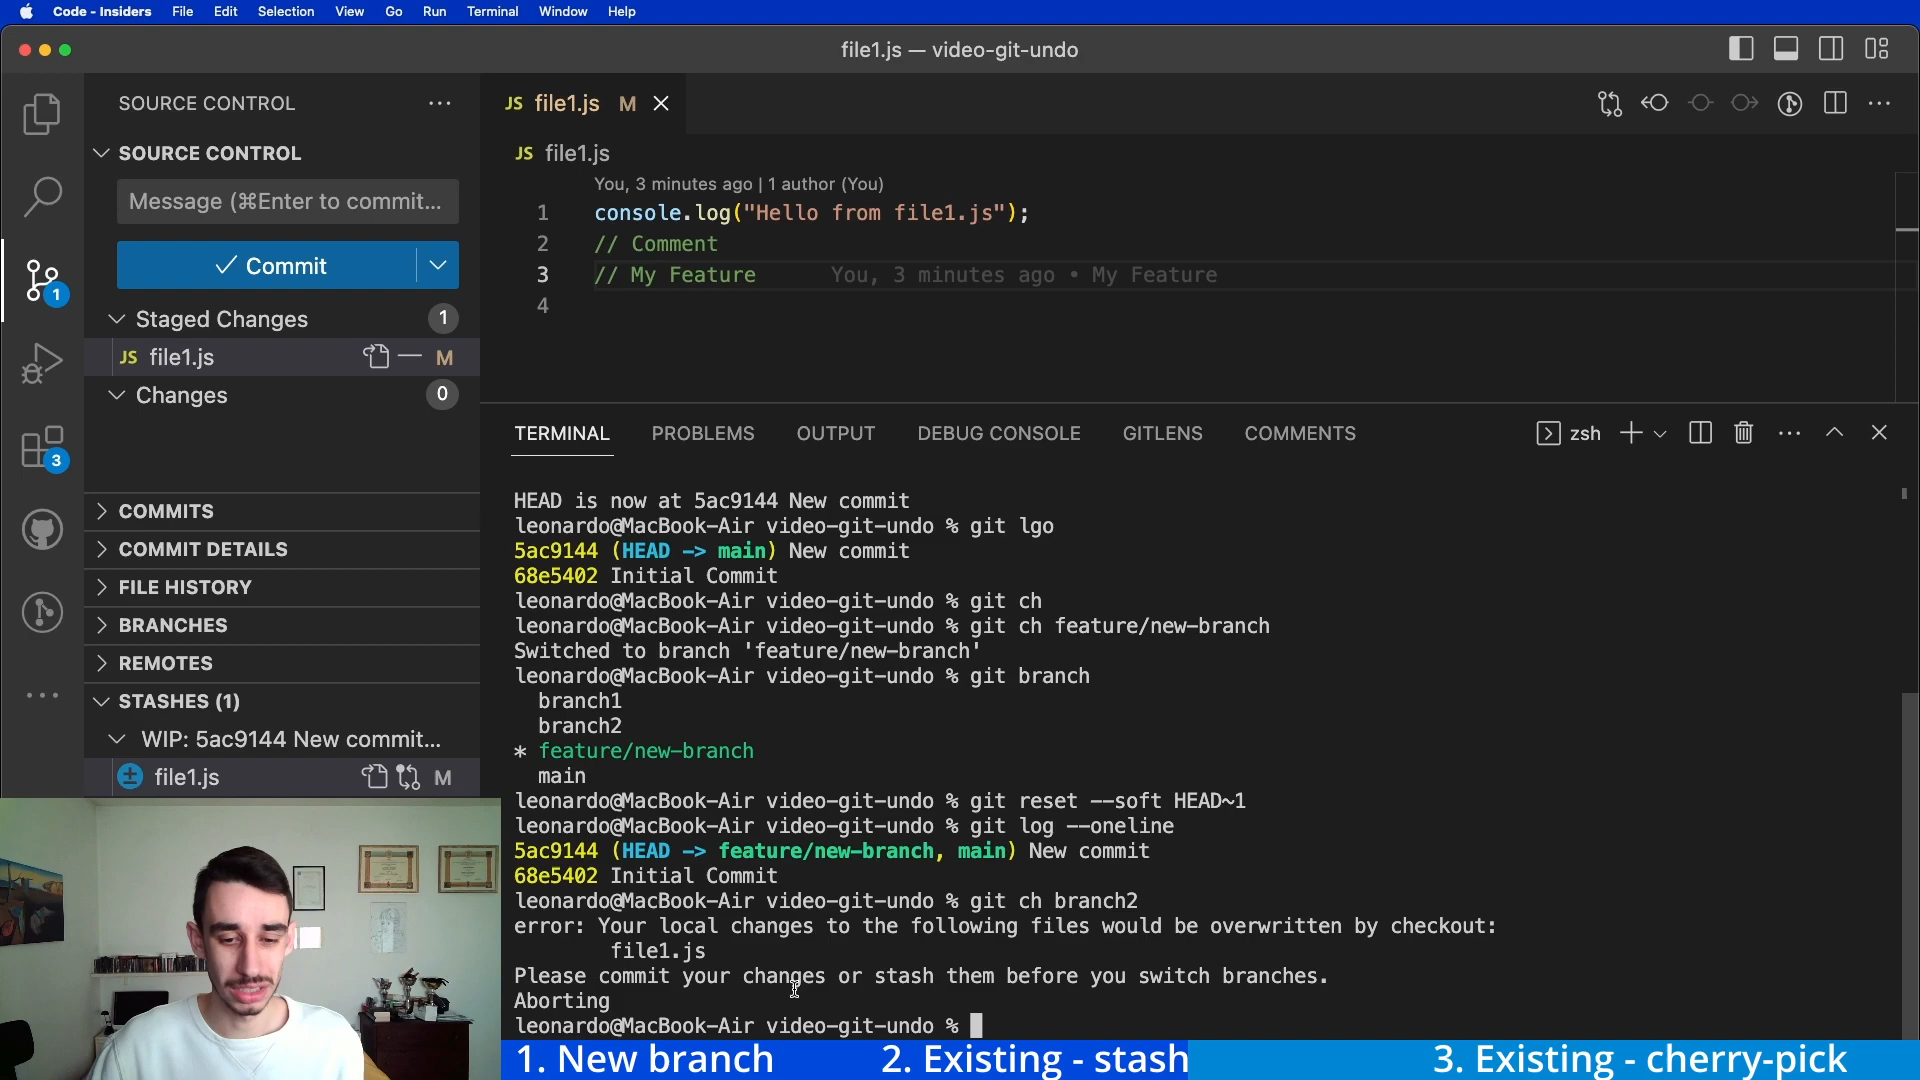 Code - Insiders File Edit Selection View Go Run Terminal Window Help
file1.js — video-git-undo
SOURCE CONTROL
SOURCE CONTROL
Message (⌘Enter to commit...
Commit
Staged Changes 1
JS file1.js M
Changes 0
1
3
COMMITS
COMMIT DETAILS
FILE HISTORY
BRANCHES
REMOTES
STASHES (1)
WIP: 5ac9144 New commit...
file1.js M
JS file1.js M
JS file1.js
You, 3 minutes ago | 1 author (You)
1 console.log("Hello from file1.js");
2 // Comment
3 // My Feature You, 3 minutes ago • My Feature
4
TERMINAL PROBLEMS OUTPUT DEBUG CONSOLE GITLENS COMMENTS zsh
HEAD is now at 5ac9144 New commit
leonardo@MacBook-Air video-git-undo % git lgo
5ac9144 (HEAD -> main) New commit
68e5402 Initial Commit
leonardo@MacBook-Air video-git-undo % git ch
leonardo@MacBook-Air video-git-undo % git ch feature/new-branch
Switched to branch 'feature/new-branch'
leonardo@MacBook-Air video-git-undo % git branch
branch1
branch2
* feature/new-branch
main
leonardo@MacBook-Air video-git-undo % git reset --soft HEAD~1
leonardo@MacBook-Air video-git-undo % git log --oneline
5ac9144 (HEAD -> feature/new-branch, main) New commit
68e5402 Initial Commit
leonardo@MacBook-Air video-git-undo % git ch branch2
error: Your local changes to the following files would be overwritten by checkout:
file1.js
Please commit your changes or stash them before you switch branches.
Aborting
leonardo@MacBook-Air video-git-undo %
1. New branch 2. Existing - stash 3. Existing - cherry-pick